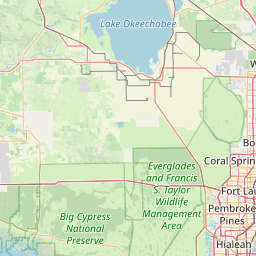 Lake Okeechobee
W
Bo
Coral Spring
Everglades
and Francis
S. Taylor
Wildlife
Management
Area
Fort Lau
Pembroke
Pines
Big Cypress
National
Preserve
Hialeah